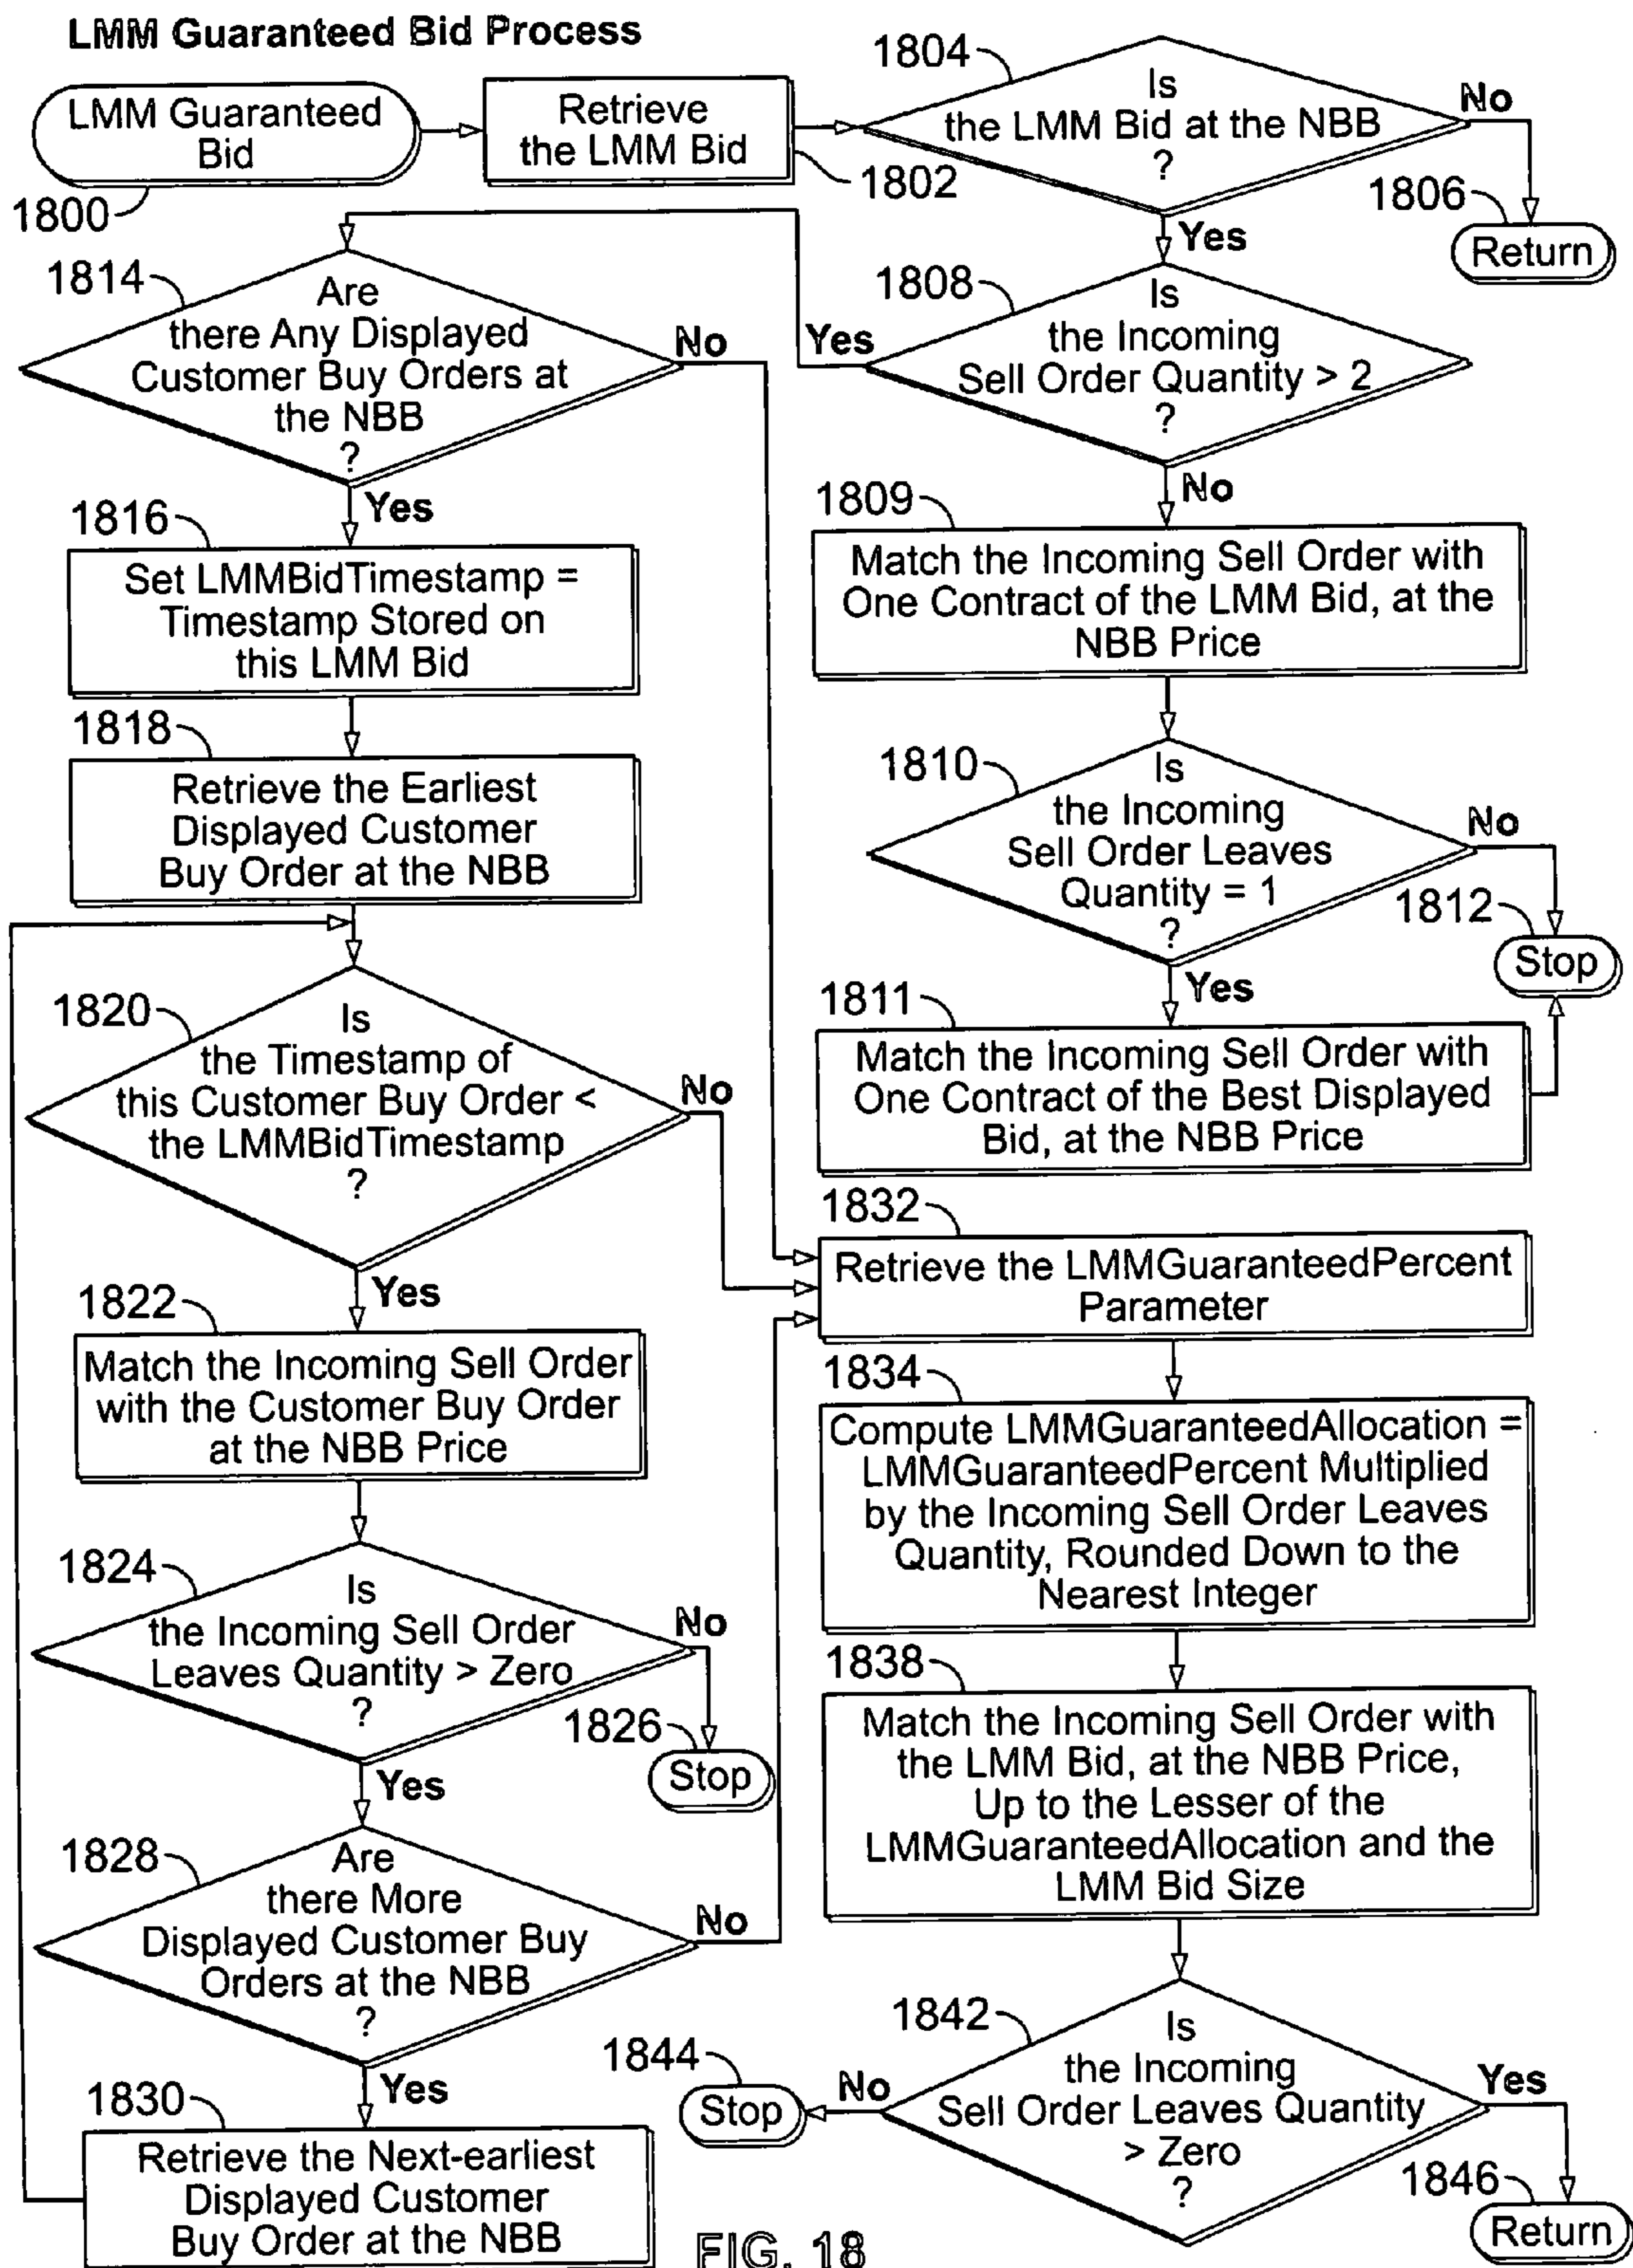 LMM Guaranteed Bid Process
LMM Guaranteed
Bid
1800
Retrieve
the LMM Bid
1802
1804
Is
the LMM Bid at the NBB
?
No
1806
Return
Yes
1808
Is
the Incoming
Sell Order Quantity > 2
?
Yes
No
1809
Match the Incoming Sell Order with
One Contract of the LMM Bid, at the
NBB Price
1810
Is
the Incoming
Sell Order Leaves
Quantity = 1
?
No
1812
Stop
Yes
1811
Match the Incoming Sell Order with
One Contract of the Best Displayed
Bid, at the NBB Price
1814
Are
there Any Displayed
Customer Buy Orders at
the NBB
?
No
Yes
1816
Set LMMBidTimestamp =
Timestamp Stored on
this LMM Bid
1818
Retrieve the Earliest
Displayed Customer
Buy Order at the NBB
1820
Is
the Timestamp of
this Customer Buy Order <
the LMMBidTimestamp
?
No
Yes
1822
Match the Incoming Sell Order
with the Customer Buy Order
at the NBB Price
1824
Is
the Incoming Sell Order
Leaves Quantity > Zero
?
No
1826
Stop
Yes
1828
Are
there More
Displayed Customer Buy
Orders at the NBB
?
No
Yes
1830
Retrieve the Next-earliest
Displayed Customer
Buy Order at the NBB
1832
Retrieve the LMMGuaranteedPercent
Parameter
1834
Compute LMMGuaranteedAllocation =
LMMGuaranteedPercent Multiplied
by the Incoming Sell Order Leaves
Quantity, Rounded Down to the
Nearest Integer
1838
Match the Incoming Sell Order with
the LMM Bid, at the NBB Price,
Up to the Lesser of the
LMMGuaranteedAllocation and the
LMM Bid Size
1842
Is
the Incoming
Sell Order Leaves Quantity
> Zero
?
No
1844
Stop
Yes
1846
Return
FIG. 18